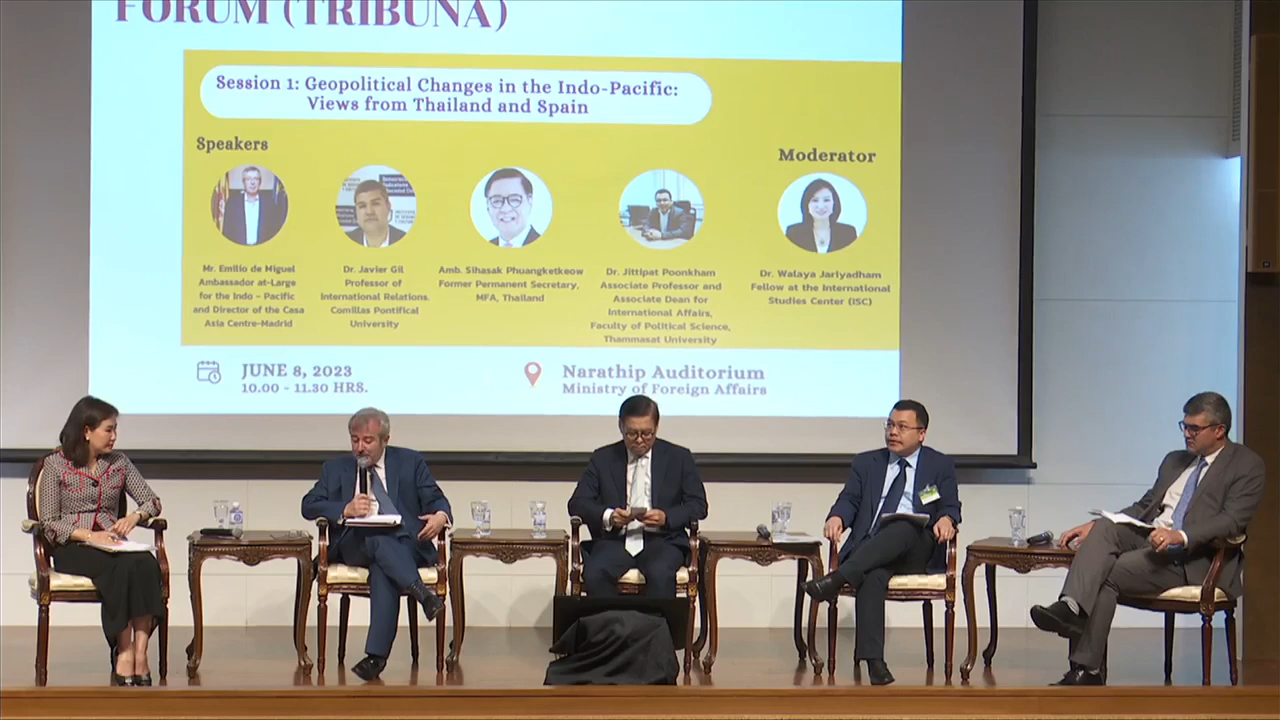 FORUM (TRIBUNA)
Session 1: Geopolitical Changes in the Indo-Pacific:
Views from Thailand and Spain
Speakers
Moderator
Mr. Emilio de Miguel
Ambassador at-Large
for the Indo - Pacific
and Director of the Casa
Asia Centre-Madrid
Dr. Javier Gil
Professor of
International Relations.
Comillas Pontifical
University
Amb. Sihasak Phuangketkeow
Former Permanent Secretary,
MFA, Thailand
Dr. Jittipat Poonkham
Associate Professor and
Associate Dean for
International Affairs,
Faculty of Political Science,
Thammasat University
Dr. Walaya Jariyadham
Fellow at the International
Studies Center (ISC)
JUNE 8, 2023
10.00 - 11.30 HRS.
Narathip Auditorium
Ministry of Foreign Affairs